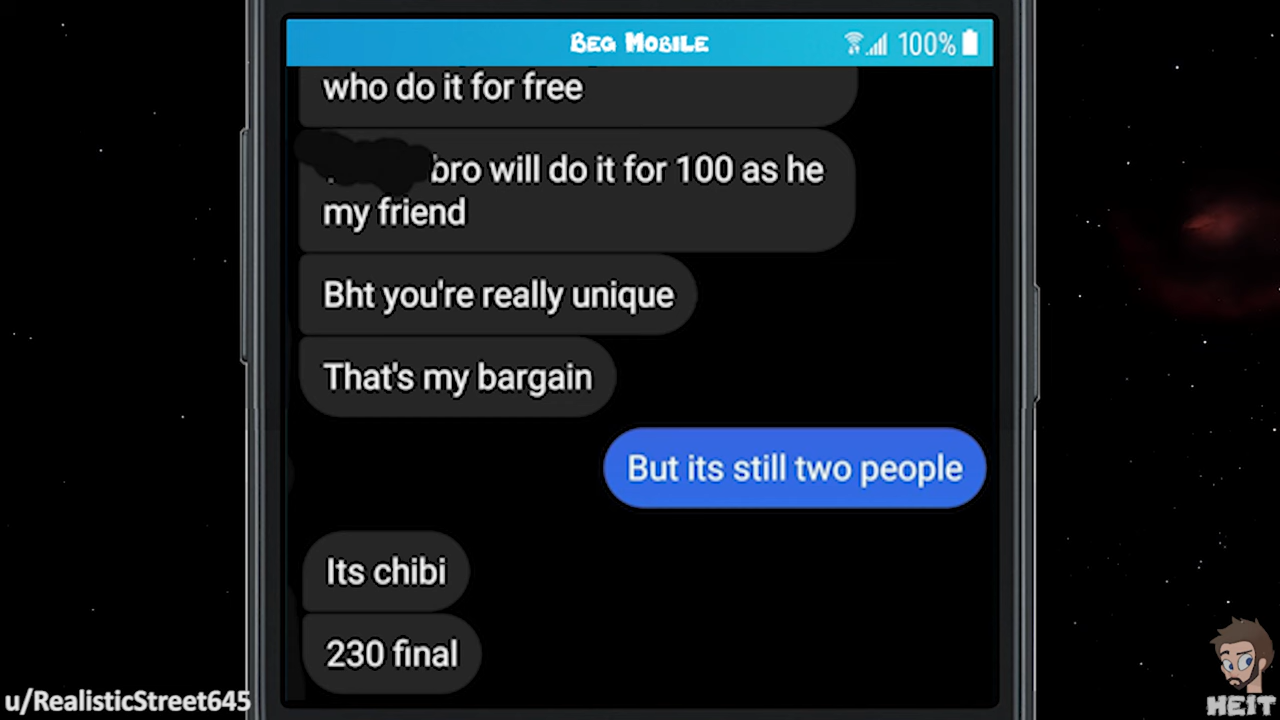 BEG MOBILE
100%
who do it for free
bro will do it for 100 as he
my friend
Bht you're really unique
That's my bargain
But its still two people
Its chibi
230 final
u/RealisticStreet645
HEIT